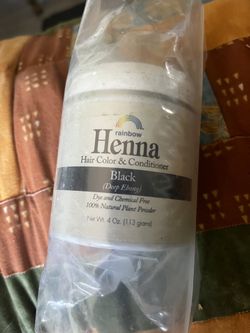 rainbow
Henna
Hair Color & Conditioner
Black
(Deep Ebony)
Dye and Chemical Free
100% Natural Plant Powder
Net Wt. 4 Oz. (113 grams)